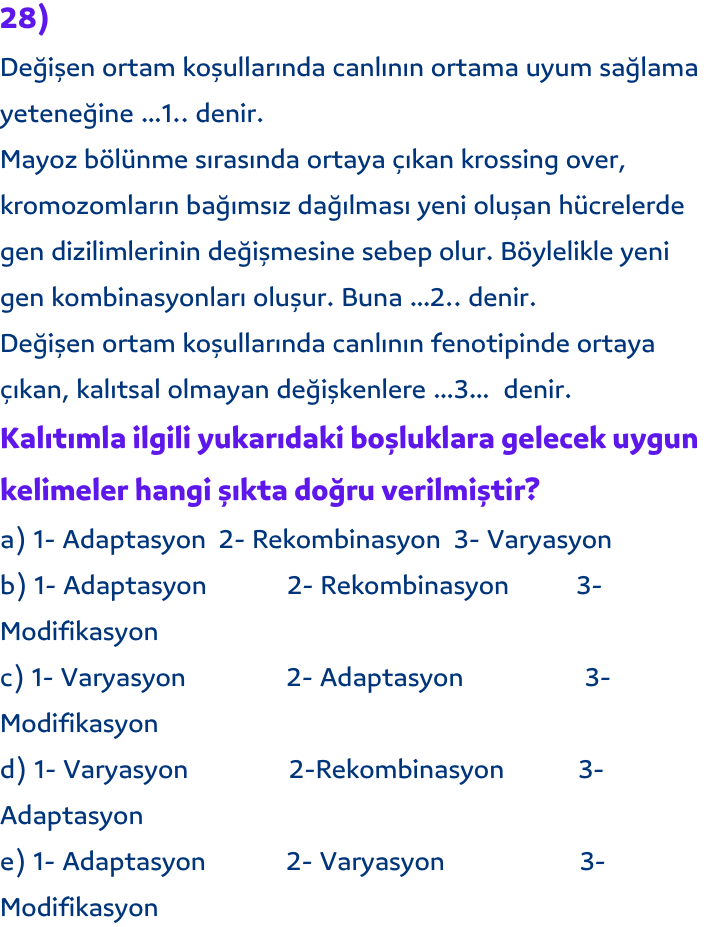 28)
Değişen ortam koşullarında canlının ortama uyum sağlama
yeteneğine ...1.. denir.
Mayoz bölünme sırasında ortaya çıkan krossing over,
kromozomların bağımsız dağılması yeni oluşan hücrelerde
gen dizilimlerinin değişmesine sebep olur. Böylelikle yeni
gen kombinasyonları oluşur. Buna ...2.. denir.
Değişen ortam koşullarında canlının fenotipinde ortaya
çıkan, kalıtsal olmayan değişkenlere ...3... denir.
Kalıtımla ilgili yukarıdaki boşluklara gelecek uygun
kelimeler hangi şıkta doğru verilmiştir?
a) 1- Adaptasyon 2- Rekombinasyon 3- Varyasyon
b) 1- Adaptasyon 2- Rekombinasyon 3-
Modifikasyon
c) 1- Varyasyon 2- Adaptasyon 3-
Modifikasyon
d) 1- Varyasyon 2-Rekombinasyon 3-
Adaptasyon
e) 1- Adaptasyon 2- Varyasyon 3-
Modifikasyon